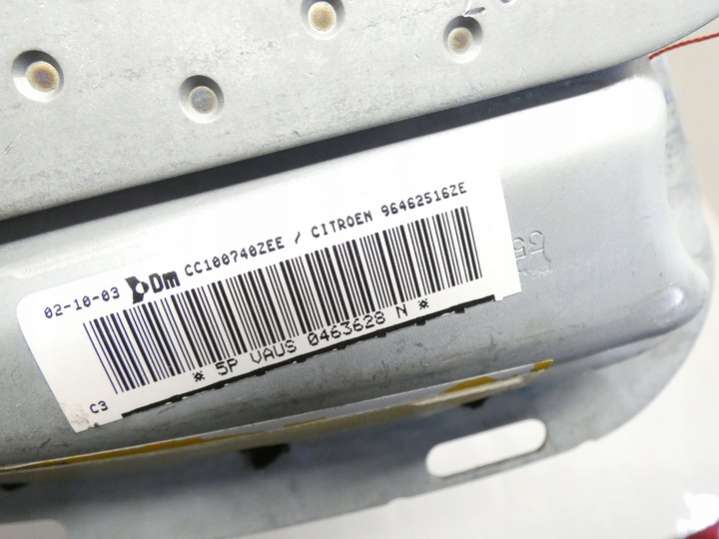 02-10-03 Dm CC100740ZEE / CITROEN 96462516ZE
* 5P VAUS 0463628 N *
C3